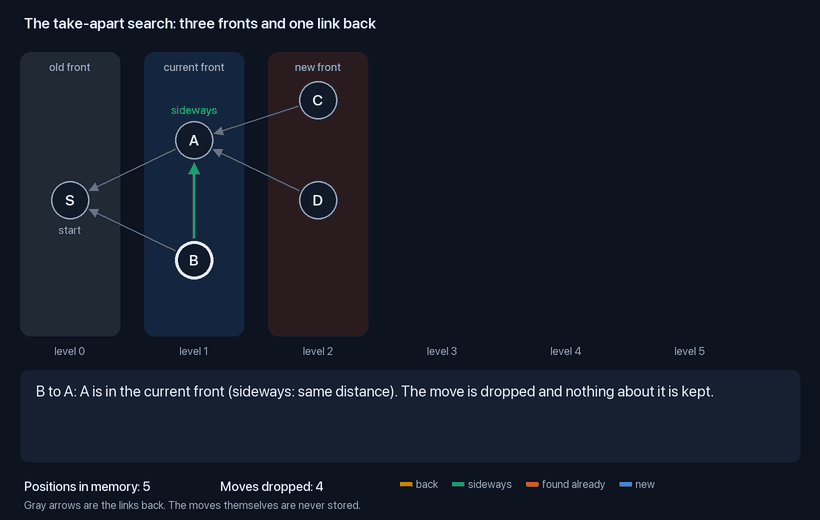 The take-apart search: three fronts and one link back
old front
current front
new front
C
sideways
A
S
D
start
B
level 0
level 1
level 2
level 3
level 4
level 5
B to A: A is in the current front (sideways: same distance). The move is dropped and nothing about it is kept.
Positions in memory: 5
Moves dropped: 4
back
sideways
found already
new
Gray arrows are the links back. The moves themselves are never stored.